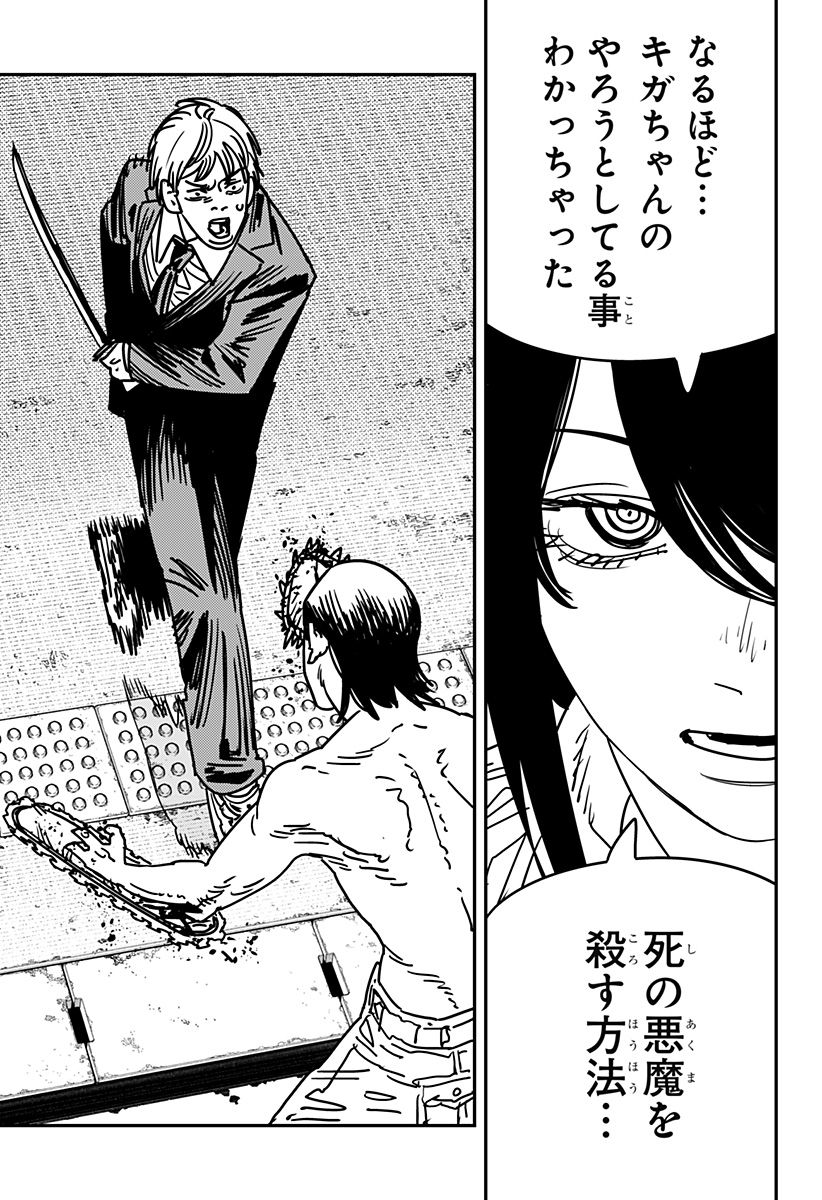 なるほど…
キガちゃんの
やろうとしてる事
わかっちゃった
死の悪魔を
殺す方法…